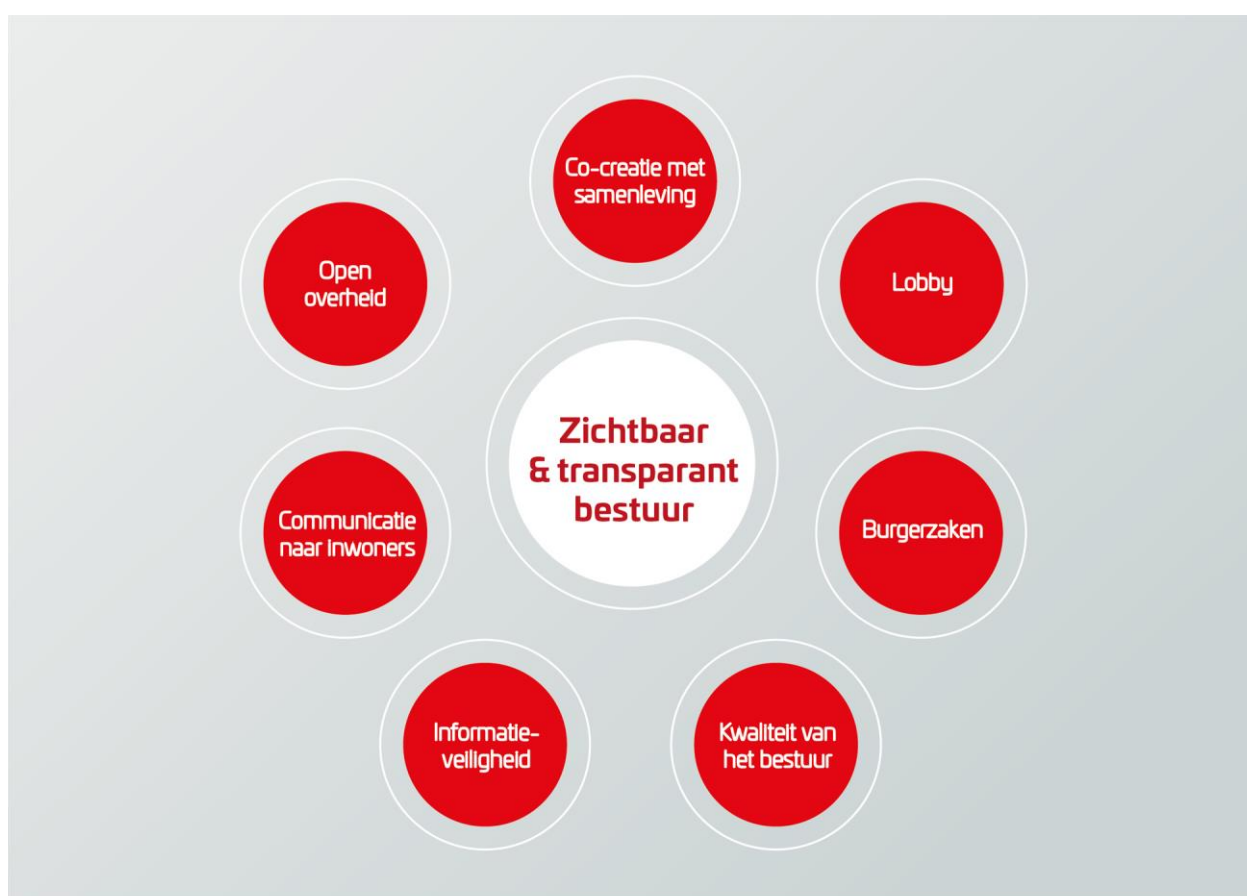 Co-creatie met
samenleving
Open
overheid
Lobby
Zichtbaar
& transparant
bestuur
Communicatie
naar inwoners
Burgerzaken
Informatie-
veiligheid
Kwaliteit van
het bestuur